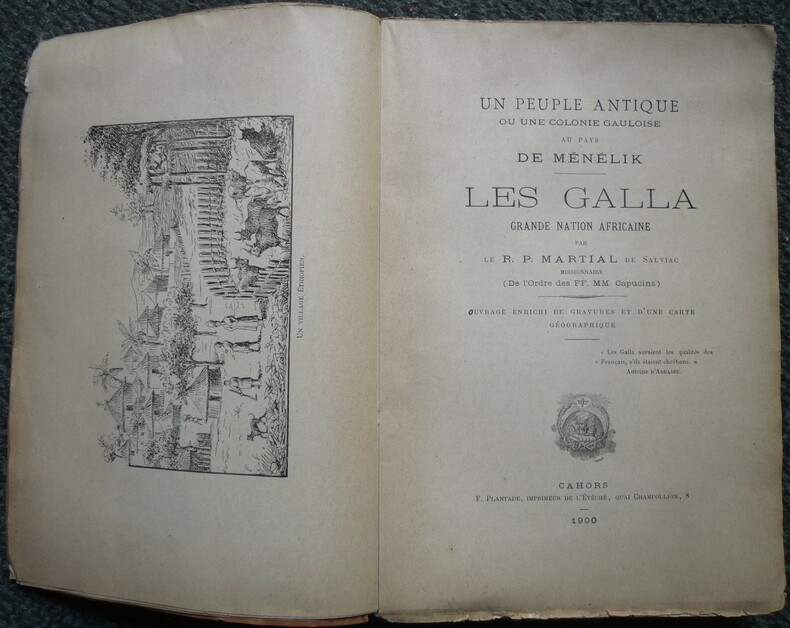 UN VILLAGE ÉTHIOPIEN.
UN PEUPLE ANTIQUE
OU UNE COLONIE GAULOISE
AU PAYS
DE MÉNÉLIK
LES GALLA
GRANDE NATION AFRICAINE
PAR
LE R. P. MARTIAL DE SALVIAC
MISSIONNAIRE
(De l'Ordre des FF. MM. Capucins)
OUVRAGE ENRICHI DE GRAVURES ET D'UNE CARTE
GÉOGRAPHIQUE
« Les Galla auraient les qualités des
« Français, s'ils étaient chrétiens. »
Antoine D'ABBADIE.
CAHORS
F. PLANTADE, IMPRIMEUR DE L'ÉVÊCHÉ, QUAI CHAMPOLLION, 8
1900